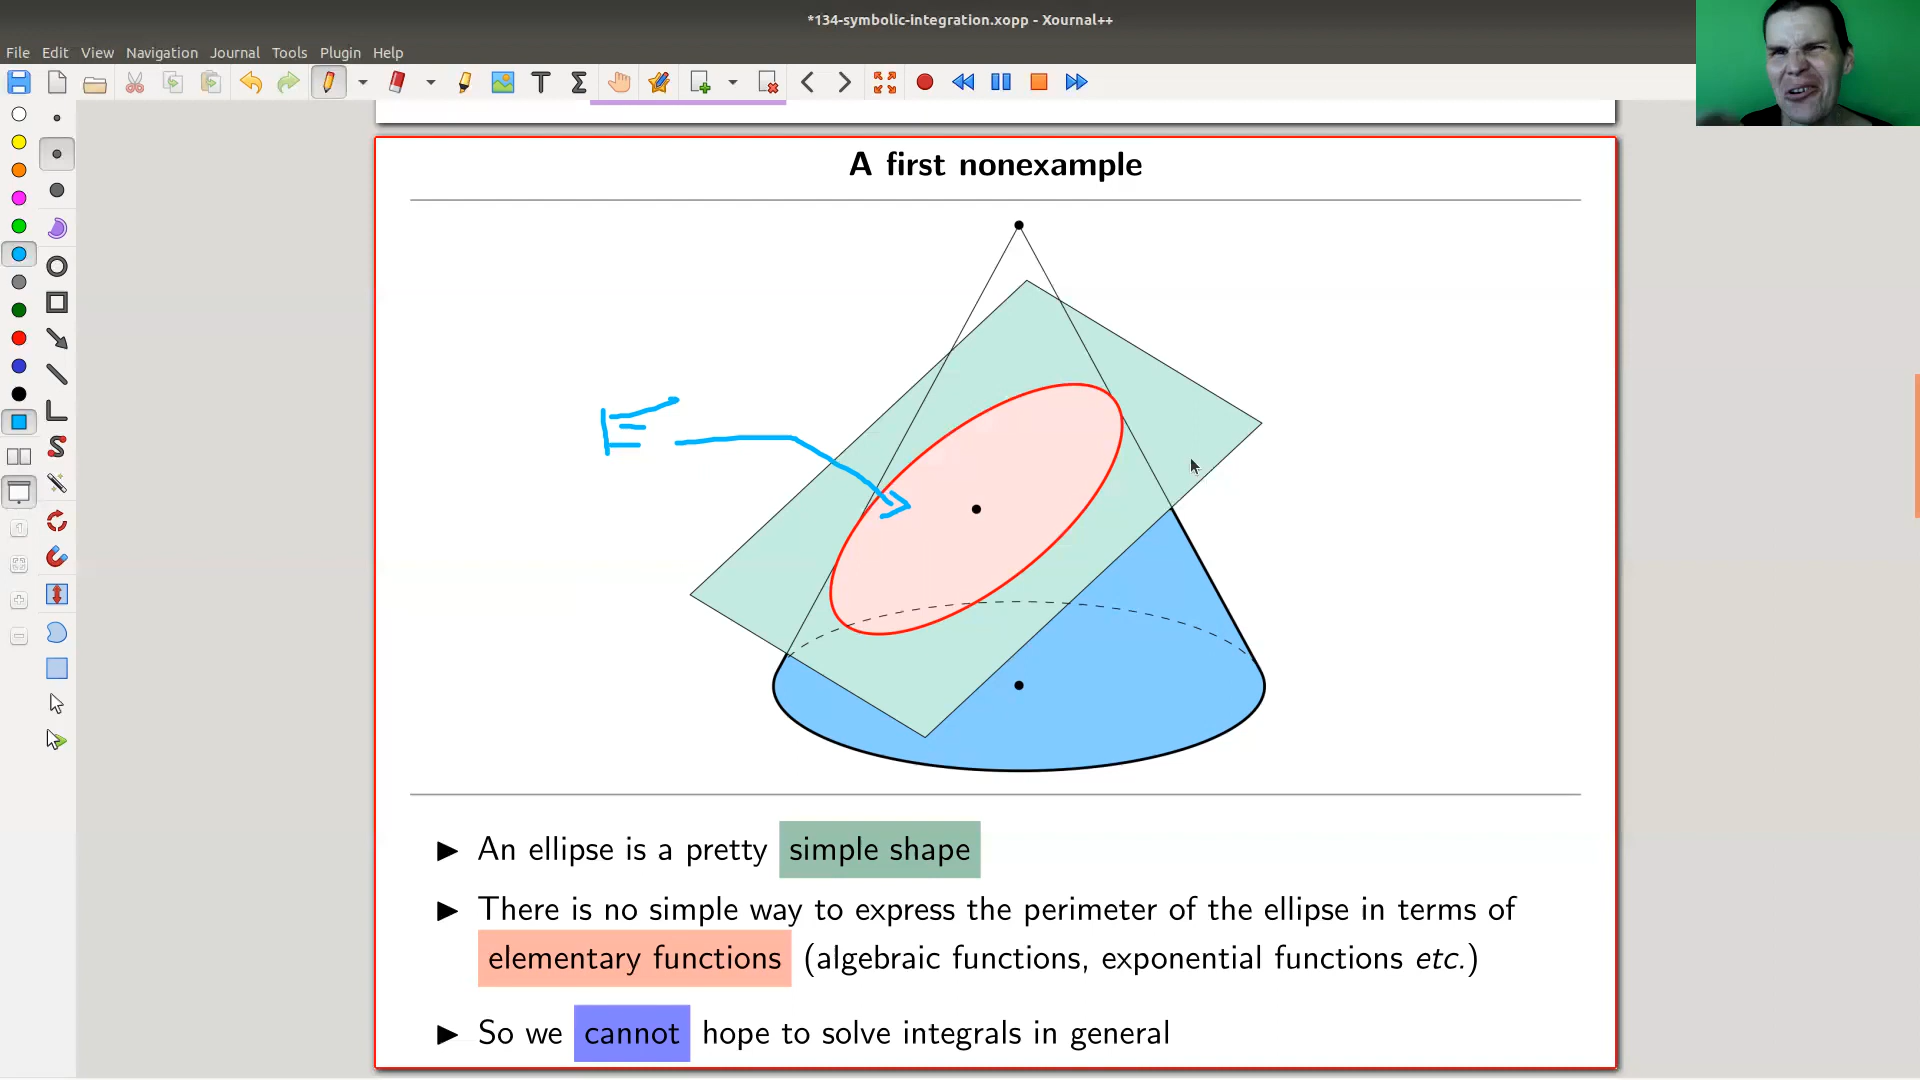 *134-symbolic-integration.xopp - Xournal++
File Edit View Navigation Journal Tools Plugin Help
A first nonexample
E
▶ An ellipse is a pretty simple shape
▶ There is no simple way to express the perimeter of the ellipse in terms of
elementary functions (algebraic functions, exponential functions etc.)
▶ So we cannot hope to solve integrals in general